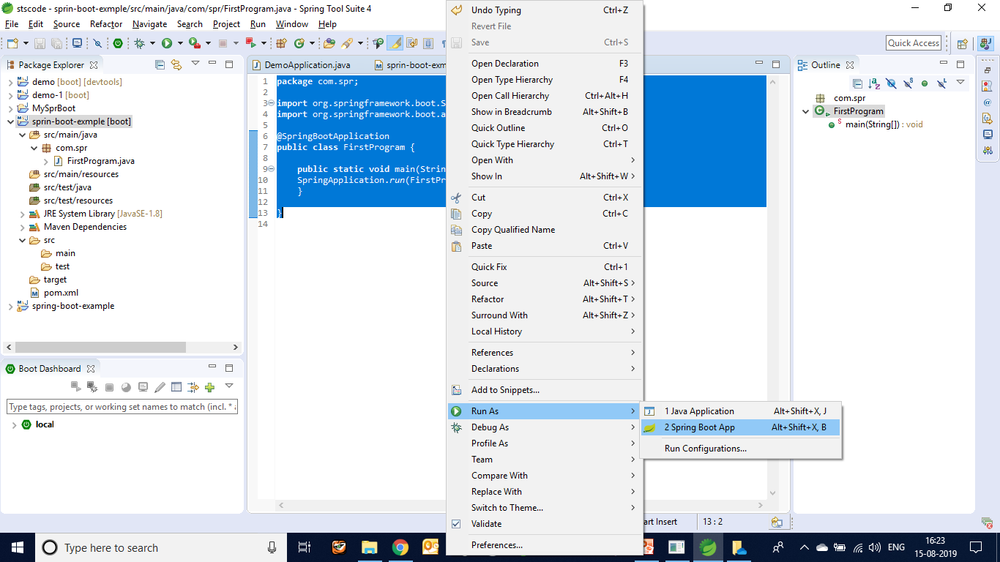 stscode - sprin-boot-exmple/src/main/java/com/spr/FirstProgram.java - Spring Tool Suite 4
File Edit Source Refactor Navigate Search Project Run Window Help
Quick Access
Package Explorer
demo [boot] [devtools]
demo-1 [boot]
MySprBoot
sprin-boot-exmple [boot]
src/main/java
com.spr
FirstProgram.java
src/main/resources
src/test/java
src/test/resources
JRE System Library [JavaSE-1.8]
Maven Dependencies
src
main
test
target
pom.xml
spring-boot-example
Boot Dashboard
Type tags, projects, or working set names to match (incl. *
local
DemoApplication.java
sprin-boot-exm
1 package com.spr;
2
3 import org.springframework.boot.S
4 import org.springframework.boot.a
5
6 @SpringBootApplication
7 public class FirstProgram {
8
9 public static void main(Strin
10 SpringApplication.run(FirstPr
11 }
12
13 }
14
Undo Typing Ctrl+Z
Revert File
Save Ctrl+S
Open Declaration F3
Open Type Hierarchy F4
Open Call Hierarchy Ctrl+Alt+H
Show in Breadcrumb Alt+Shift+B
Quick Outline Ctrl+O
Quick Type Hierarchy Ctrl+T
Open With
Show In Alt+Shift+W
Cut Ctrl+X
Copy Ctrl+C
Copy Qualified Name
Paste Ctrl+V
Quick Fix Ctrl+1
Source Alt+Shift+S
Refactor Alt+Shift+T
Surround With Alt+Shift+Z
Local History
References
Declarations
Add to Snippets...
Run As
Debug As
Profile As
Team
Compare With
Replace With
Switch to Theme...
Validate
Preferences...
1 Java Application Alt+Shift+X, J
2 Spring Boot App Alt+Shift+X, B
Run Configurations...
Outline
com.spr
FirstProgram
main(String[]) : void
art Insert
13 : 2
Type here to search
ENG
16:23
15-08-2019